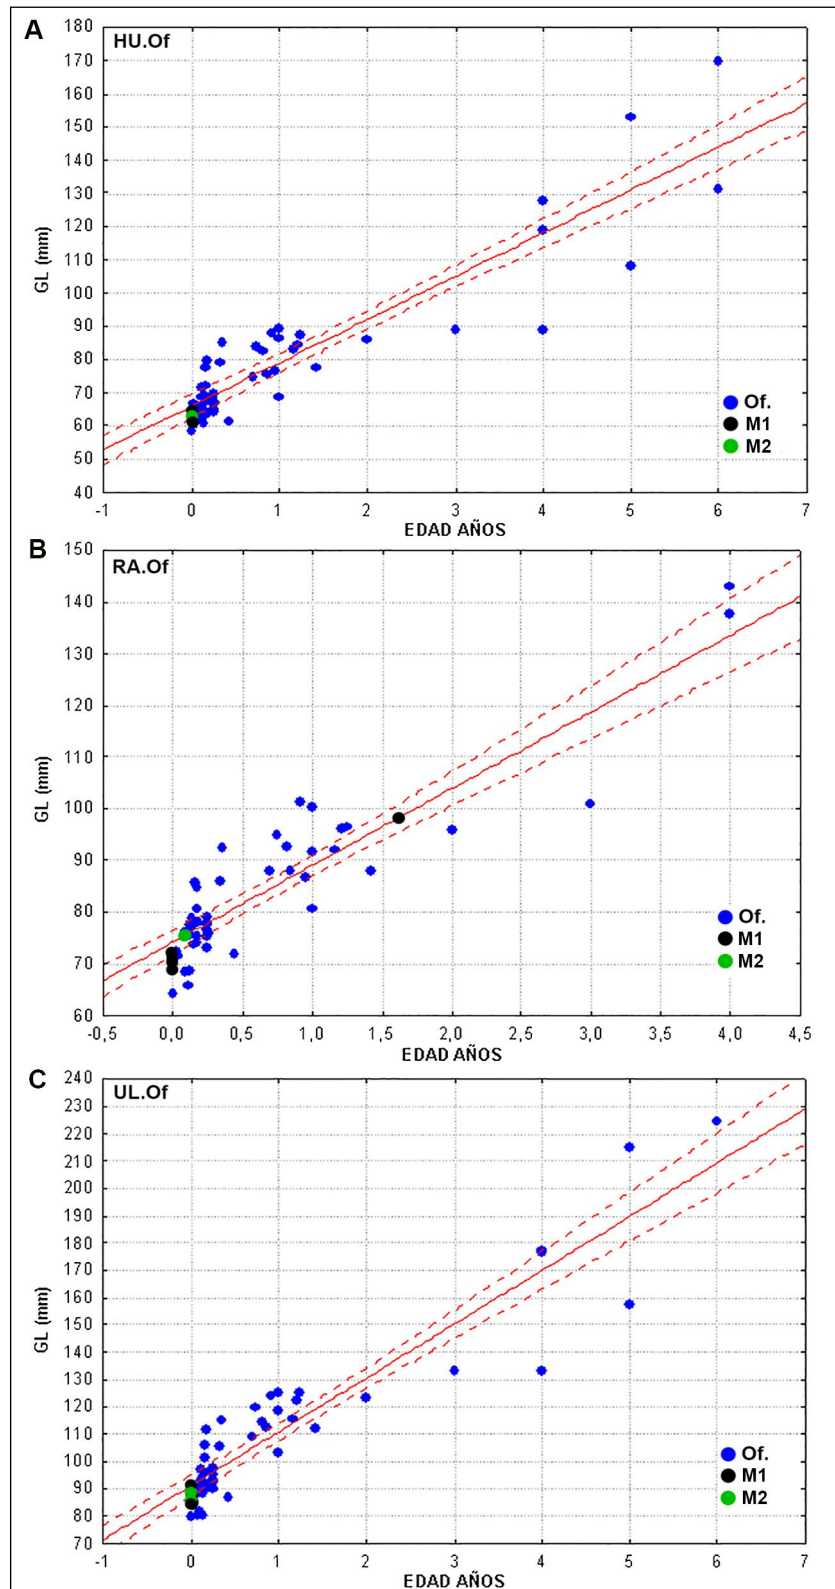 A
HU.Of
180
170
160
150
140
130
120
110
100
90
80
70
60
50
40
GL (mm)
Of.
M1
M2
-1 0 1 2 3 4 5 6 7
EDAD AÑOS
B
RA.Of
150
140
130
120
110
100
90
80
70
60
GL (mm)
Of.
M1
M2
-0,5 0,0 0,5 1,0 1,5 2,0 2,5 3,0 3,5 4,0 4,5
EDAD AÑOS
C
UL.Of
240
230
220
210
200
190
180
170
160
150
140
130
120
110
100
90
80
70
GL (mm)
Of.
M1
M2
-1 0 1 2 3 4 5 6 7
EDAD AÑOS